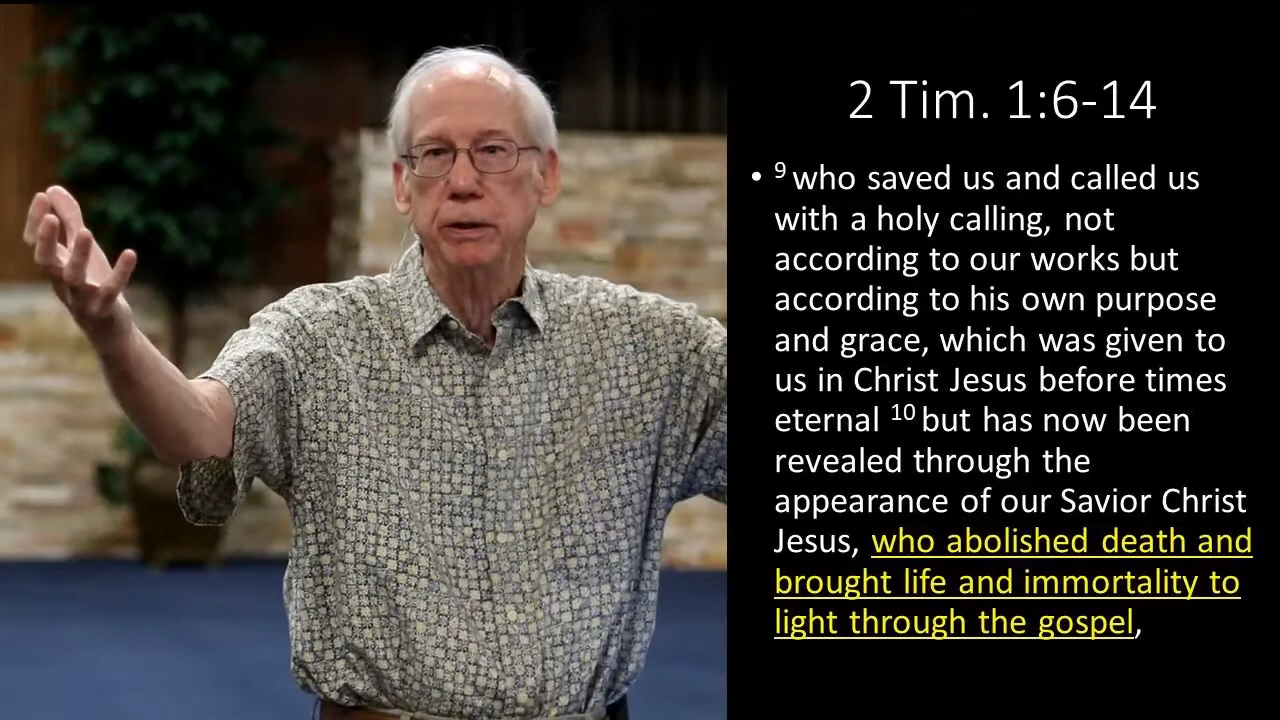 2 Tim. 1:6-14
• ⁹ who saved us and called us
with a holy calling, not
according to our works but
according to his own purpose
and grace, which was given to
us in Christ Jesus before times
eternal ¹⁰ but has now been
revealed through the
appearance of our Savior Christ
Jesus, who abolished death and
brought life and immortality to
light through the gospel,